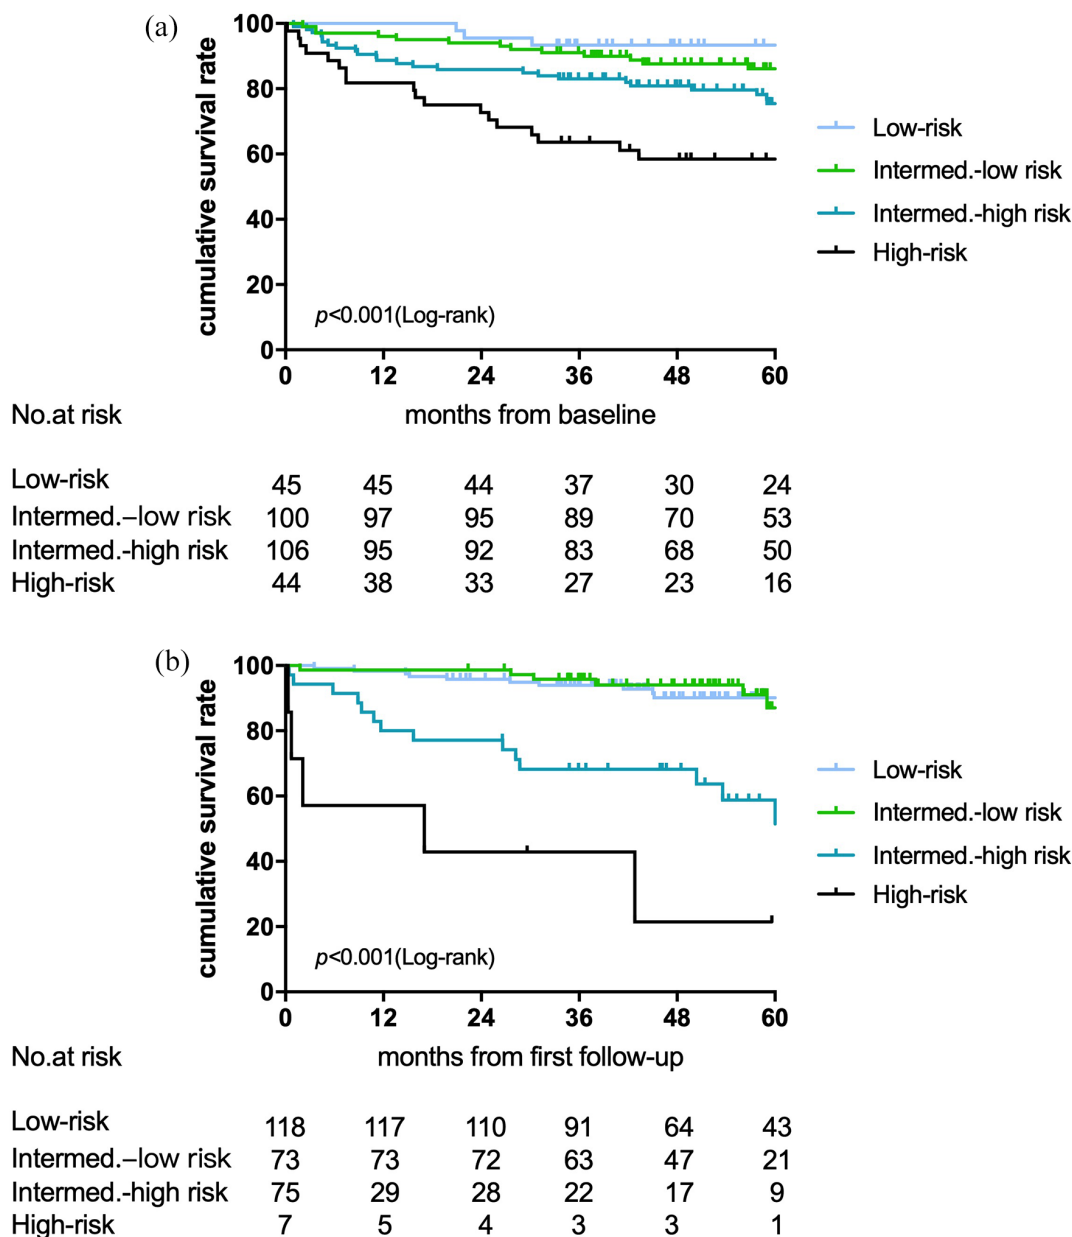 (a)
cumulative survival rate
100
80
60
40
20
0
p<0.001(Log-rank)
0 12 24 36 48 60
months from baseline
Low-risk
Intermed.-low risk
Intermed.-high risk
High-risk
No.at risk
Low-risk 45 45 44 37 30 24
Intermed.–low risk 100 97 95 89 70 53
Intermed.-high risk 106 95 92 83 68 50
High-risk 44 38 33 27 23 16
(b)
cumulative survival rate
100
80
60
40
20
0
p<0.001(Log-rank)
0 12 24 36 48 60
months from first follow-up
Low-risk
Intermed.-low risk
Intermed.-high risk
High-risk
No.at risk
Low-risk 118 117 110 91 64 43
Intermed.–low risk 73 73 72 63 47 21
Intermed.-high risk 75 29 28 22 17 9
High-risk 7 5 4 3 3 1